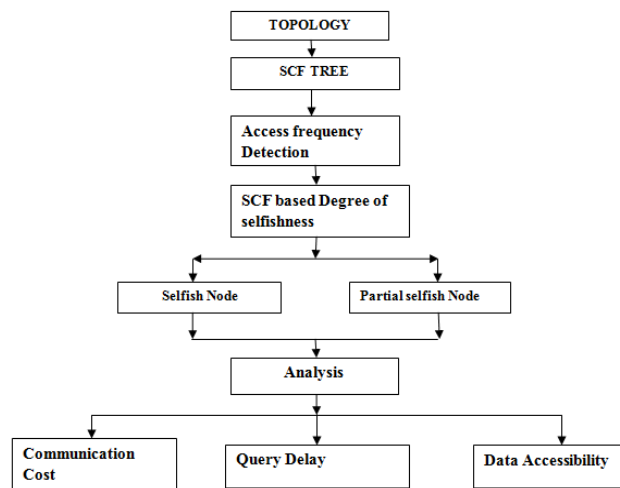 TOPOLOGY
SCF TREE
Access frequency
Detection
SCF based Degree of
selfishness
Selfish Node
Partial selfish Node
Analysis
Communication
Cost
Query Delay
Data Accessibility